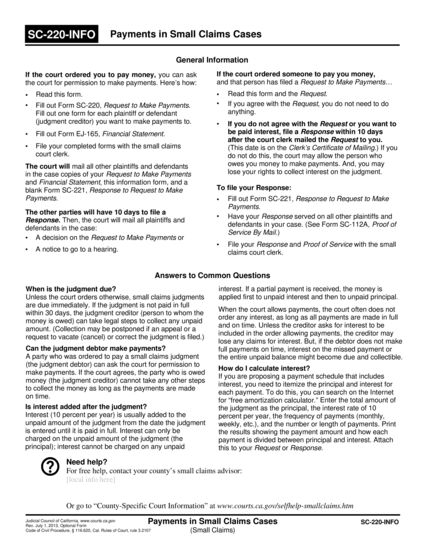 SC-220-INFO Payments in Small Claims Cases
General Information
If the court ordered you to pay money, you can ask
the court for permission to make payments. Here’s how:
• Read this form.
• Fill out Form SC-220, Request to Make Payments.
Fill out one form for each plaintiff or defendant
(judgment creditor) you want to make payments to.
• Fill out Form EJ-165, Financial Statement.
• File your completed forms with the small claims
court clerk.
The court will mail all other plaintiffs and defendants
in the case copies of your Request to Make Payments
and Financial Statement, this information form, and a
blank Form SC-221, Response to Request to Make
Payments.
The other parties will have 10 days to file a
Response. Then, the court will mail all plaintiffs and
defendants in the case:
• A decision on the Request to Make Payments or
• A notice to go to a hearing.
If the court ordered someone to pay you money,
and that person has filed a Request to Make Payments…
• Read this form and the Request.
• If you agree with the Request, you do not need to do
anything.
• If you do not agree with the Request or you want to
be paid interest, file a Response within 10 days
after the court clerk mailed the Request to you.
(This date is on the Clerk’s Certificate of Mailing.) If you
do not do this, the court may allow the person who
owes you money to make payments. And, you may
lose your rights to collect interest on the judgment.
To file your Response:
• Fill out Form SC-221, Response to Request to Make
Payments.
• Have your Response served on all other plaintiffs and
defendants in your case. (See Form SC-112A, Proof of
Service By Mail.)
• File your Response and Proof of Service with the small
claims court clerk.
Answers to Common Questions
When is the judgment due?
Unless the court orders otherwise, small claims judgments
are due immediately. If the judgment is not paid in full
within 30 days, the judgment creditor (person to whom the
money is owed) can take legal steps to collect any unpaid
amount. (Collection may be postponed if an appeal or a
request to vacate (cancel) or correct the judgment is filed.)
Can the judgment debtor make payments?
A party who was ordered to pay a small claims judgment
(the judgment debtor) can ask the court for permission to
make payments. If the court agrees, the party who is owed
money (the judgment creditor) cannot take any other steps
to collect the money as long as the payments are made
on time.
Is interest added after the judgment?
Interest (10 percent per year) is usually added to the
unpaid amount of the judgment from the date the judgment
is entered until it is paid in full. Interest can only be
charged on the unpaid amount of the judgment (the
principal); interest cannot be charged on any unpaid
interest. If a partial payment is received, the money is
applied first to unpaid interest and then to unpaid principal.
When the court allows payments, the court often does not
order any interest, as long as all payments are made in full
and on time. Unless the creditor asks for interest to be
included in the order allowing payments, the creditor may
lose any claims for interest. But, if the debtor does not make
full payments on time, interest on the missed payment or
the entire unpaid balance might become due and collectible.
How do I calculate interest?
If you are proposing a payment schedule that includes
interest, you need to itemize the principal and interest for
each payment. To do this, you can search on the Internet
for “free amortization calculator.” Enter the total amount of
the judgment as the principal, the interest rate of 10
percent per year, the frequency of payments (monthly,
weekly, etc.), and the number or length of payments. Print
the results showing the payment amount and how each
payment is divided between principal and interest. Attach
this to your Request or Response.
? Need help?
For free help, contact your county’s small claims advisor:
[local info here]
Or go to “County-Specific Court Information” at www.courts.ca.gov/selfhelp-smallclaims.htm
Judicial Council of California, www.courts.ca.gov
Rev. July 1, 2013, Optional Form
Code of Civil Procedure, § 116.620, Cal. Rules of Court, rule 3.2107
Payments in Small Claims Cases
(Small Claims)
SC-220-INFO